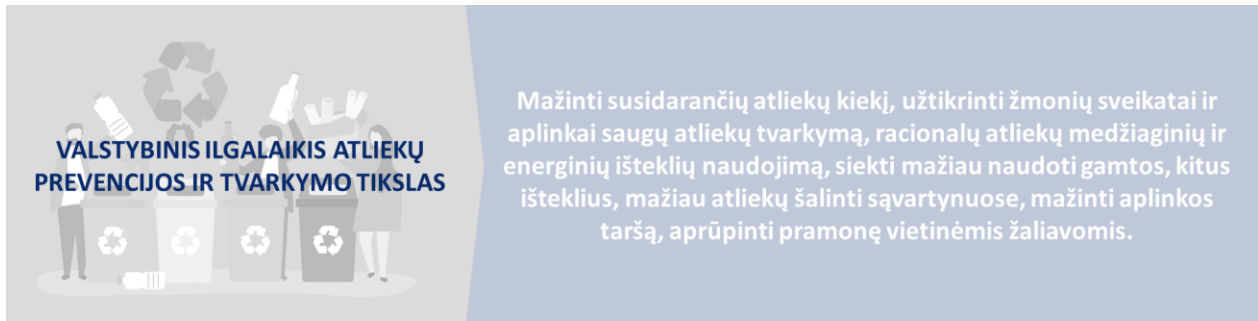 VALSTYBINIS ILGALAIKIS ATLIEKŲ
PREVENCIJOS IR TVARKYMO TIKSLAS
Mažinti susidarančių atliekų kiekį, užtikrinti žmonių sveikatai ir
aplinkai saugų atliekų tvarkymą, racionalų atliekų medžiaginių ir
energinių išteklių naudojimą, siekti mažiau naudoti gamtos, kitus
išteklius, mažiau atliekų šalinti sąvartynuose, mažinti aplinkos
taršą, aprūpinti pramonę vietinėmis žaliavomis.